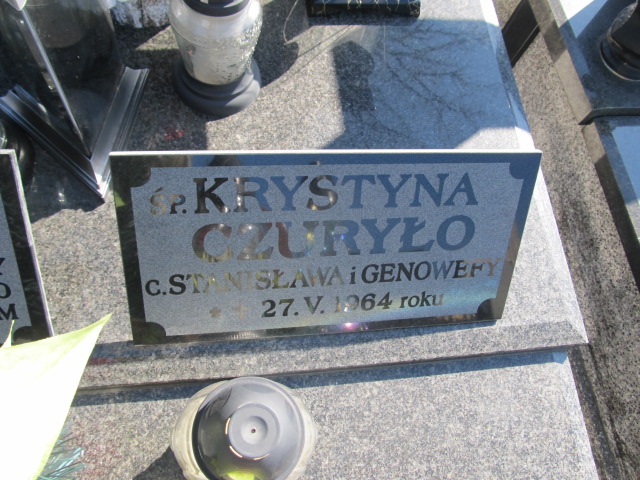 ŚP. KRYSTYNA
CZURYŁO
C. STANISŁAWA i GENOWEFY
* + 27. V. 1964 roku
Y
O
M